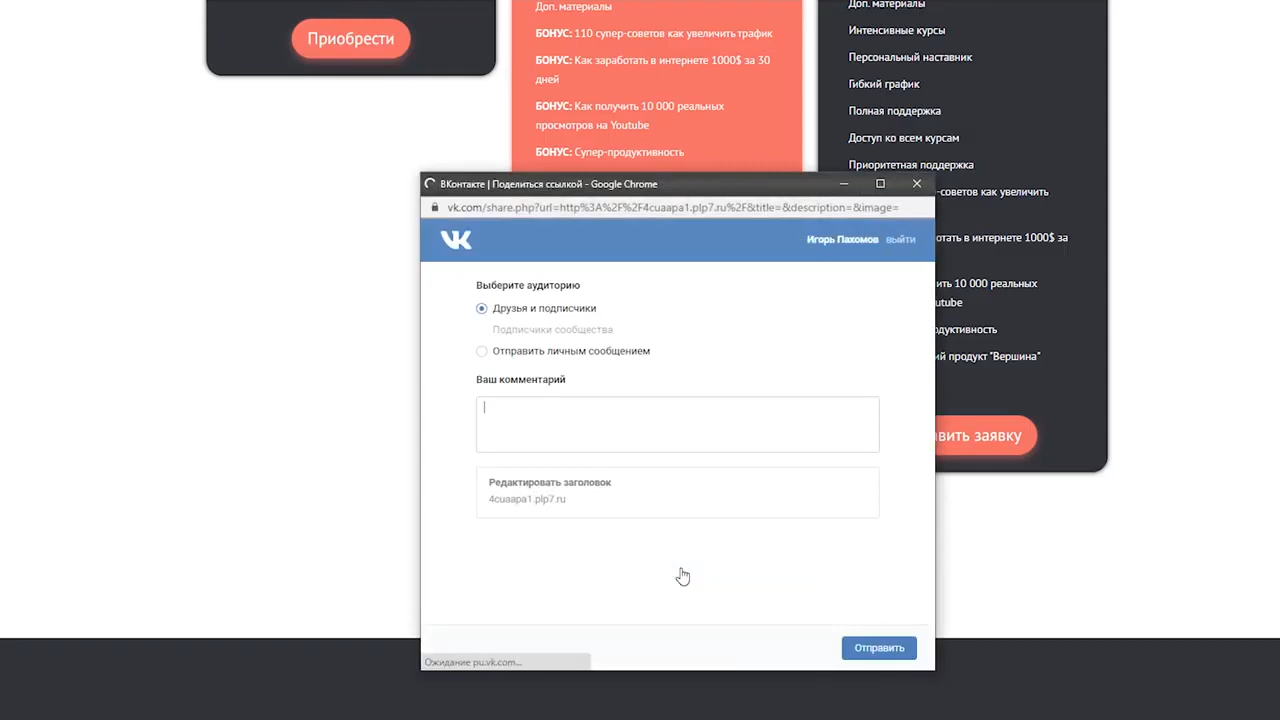 Приобрести
Доп. материалы
БОНУС: 110 супер-советов как увеличить трафик
БОНУС: Как заработать в интернете 1000$ за 30
дней
БОНУС: Как получить 10 000 реальных
просмотров на Youtube
БОНУС: Супер-продуктивность
Доп. материалы
Интенсивные курсы
Персональный наставник
Гибкий график
Полная поддержка
Доступ ко всем курсам
Приоритетная поддержка
-советов как увеличить
отать в интернете 1000$ за
ить 10 000 реальных
utube
одуктивность
ий продукт "Вершина"
вить заявку
ВКонтакте | Поделиться ссылкой - Google Chrome
vk.com/share.php?url=http%3A%2F%2F4cuaapa1.plp7.ru%2F&title=&description=&image=
Игорь Пахомов выйти
Выберите аудиторию
Друзья и подписчики
Подписчики сообщества
Отправить личным сообщением
Ваш комментарий
Редактировать заголовок
4cuaapa1.plp7.ru
Отправить
Ожидание pu.vk.com...